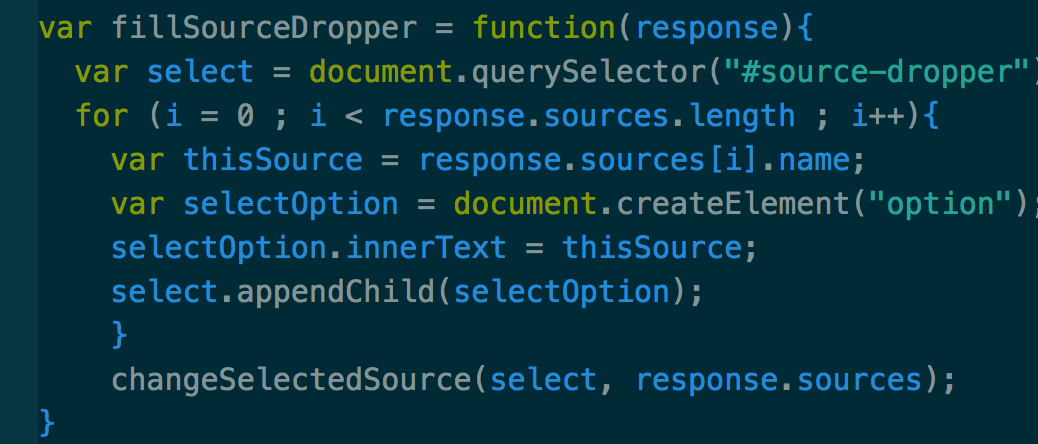 var fillSourceDropper = function(response){
  var select = document.querySelector("#source-dropper")
  for (i = 0 ; i < response.sources.length ; i++){
    var thisSource = response.sources[i].name;
    var selectOption = document.createElement("option");
    selectOption.innerText = thisSource;
    select.appendChild(selectOption);
    }
    changeSelectedSource(select, response.sources);
}